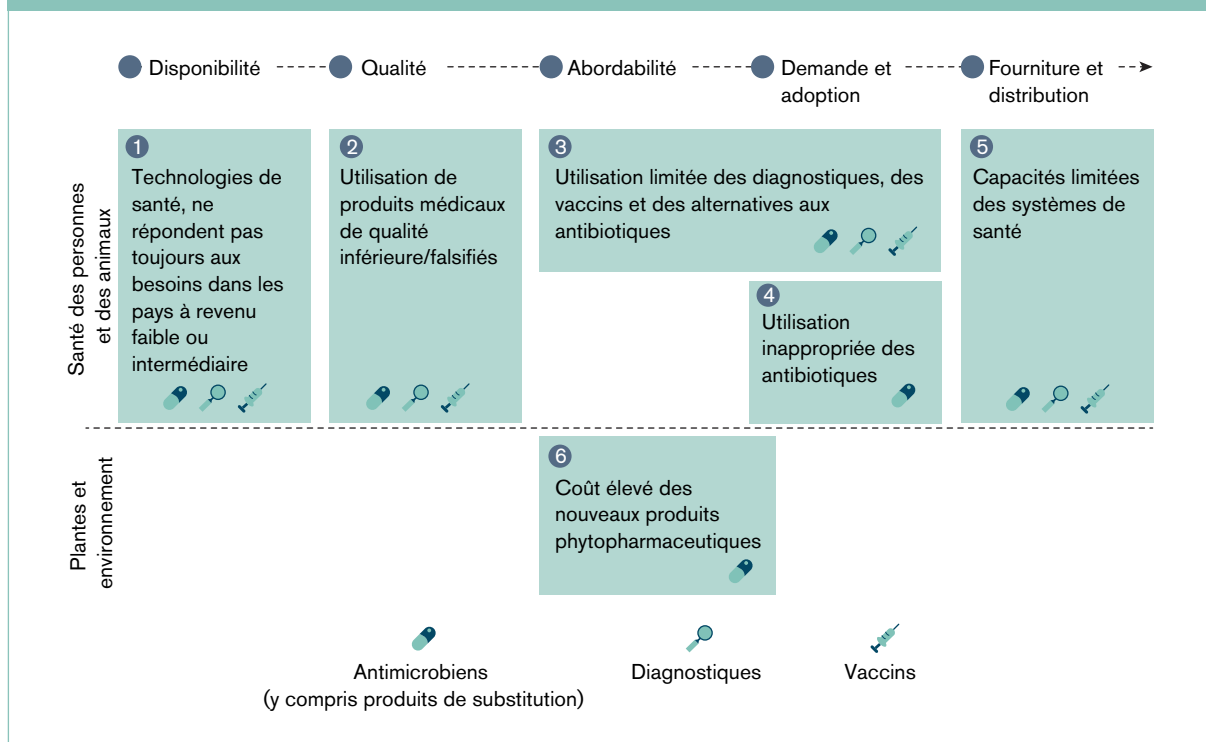 Disponibilité
Qualité
Abordabilité
Demande et
adoption
Fourniture et
distribution
Santé des personnes
et des animaux
1
Technologies de
santé, ne
répondent pas
toujours aux
besoins dans les
pays à revenu
faible ou
intermédiaire
2
Utilisation de
produits médicaux
de qualité
inférieure/falsifiés
3
Utilisation limitée des diagnostiques, des
vaccins et des alternatives aux
antibiotiques
4
Utilisation
inappropriée des
antibiotiques
5
Capacités limitées
des systèmes de
santé
Plantes et
environnement
6
Coût élevé des
nouveaux produits
phytopharmaceutiques
Antimicrobiens
(y compris produits de substitution)
Diagnostiques
Vaccins